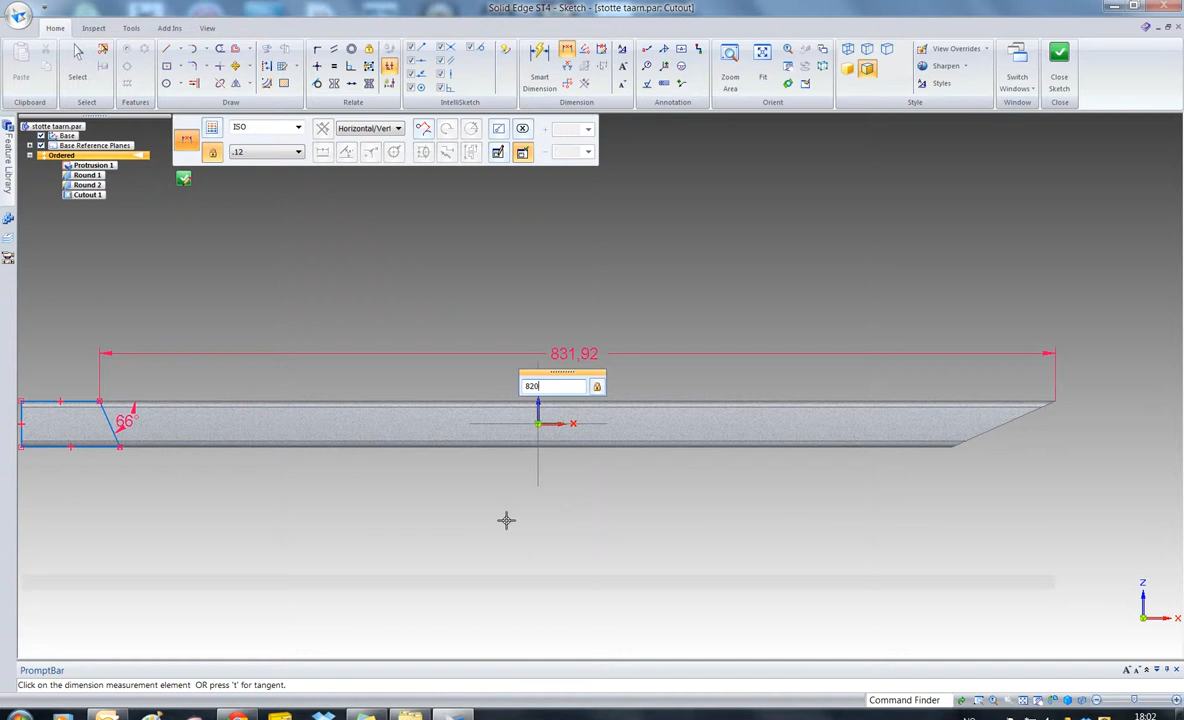 Solid Edge ST4 - Sketch - [stotte taarn.par: Cutout]
Home Inspect Tools Add Ins View
Paste
Select
Smart
Dimension
Zoom
Area
Fit
View Overrides
Sharpen
Styles
Switch
Windows
Close
Sketch
Clipboard Select Features Draw Relate IntelliSketch Dimension Annotation Orient Style Window Close
Feature Library
stotte taarn.par
Base
Base Reference Planes
Ordered
Protrusion 1
Round 1
Round 2
Cutout 1
ISO
Horizontal/Vert
.12
831,92
820
66°
X
Z
X
PromptBar
Click on the dimension measurement element OR press 't' for tangent.
Command Finder
NO
18:02